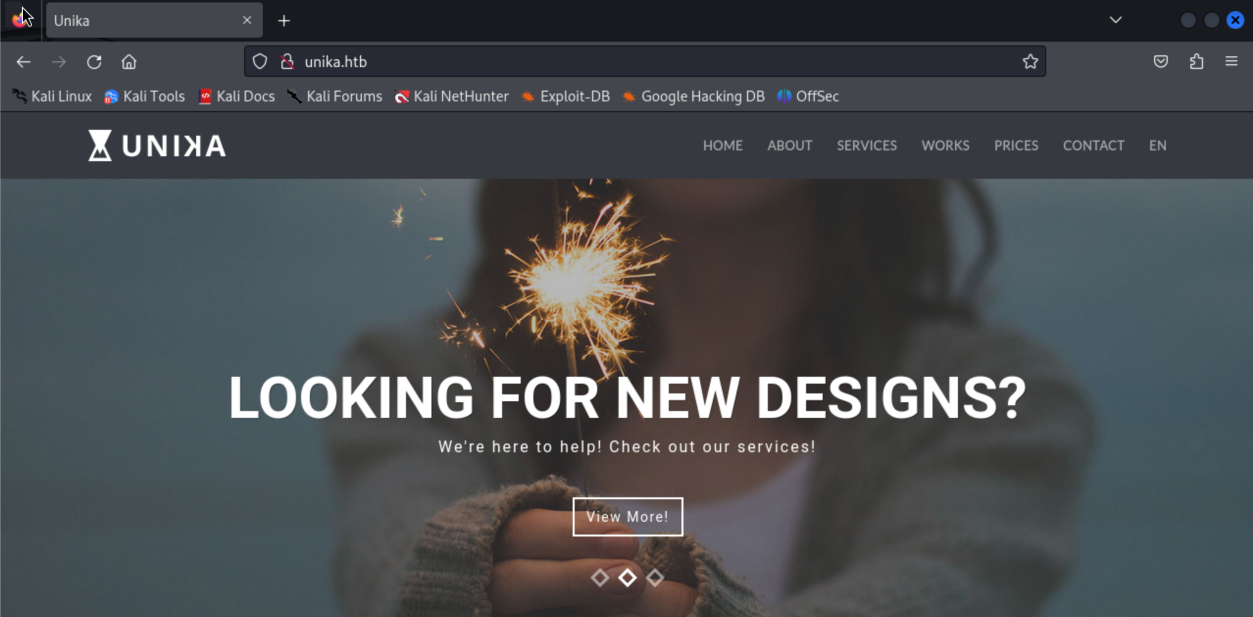 Unika
unika.htb
Kali Linux Kali Tools Kali Docs Kali Forums Kali NetHunter Exploit-DB Google Hacking DB OffSec
UNIKA HOME ABOUT SERVICES WORKS PRICES CONTACT EN
LOOKING FOR NEW DESIGNS?
We're here to help! Check out our services!
View More!